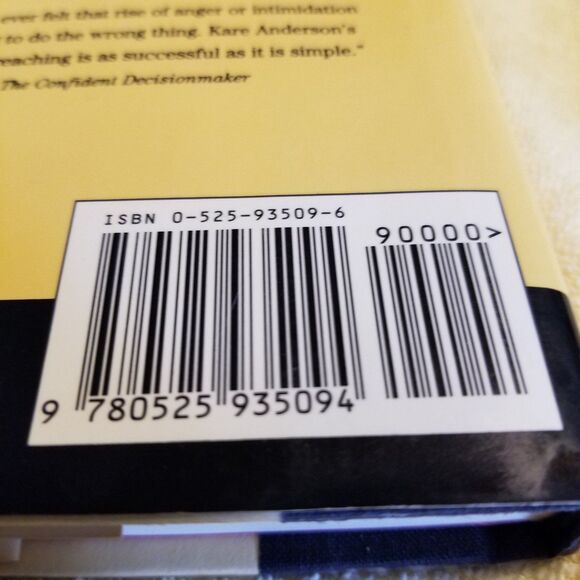 ever felt that rise of anger or intimidation
to do the wrong thing. Kare Anderson's
reaching is as successful as it is simple."
The Confident Decisionmaker
ISBN 0-525-93509-6
90000>
9 780525 935094